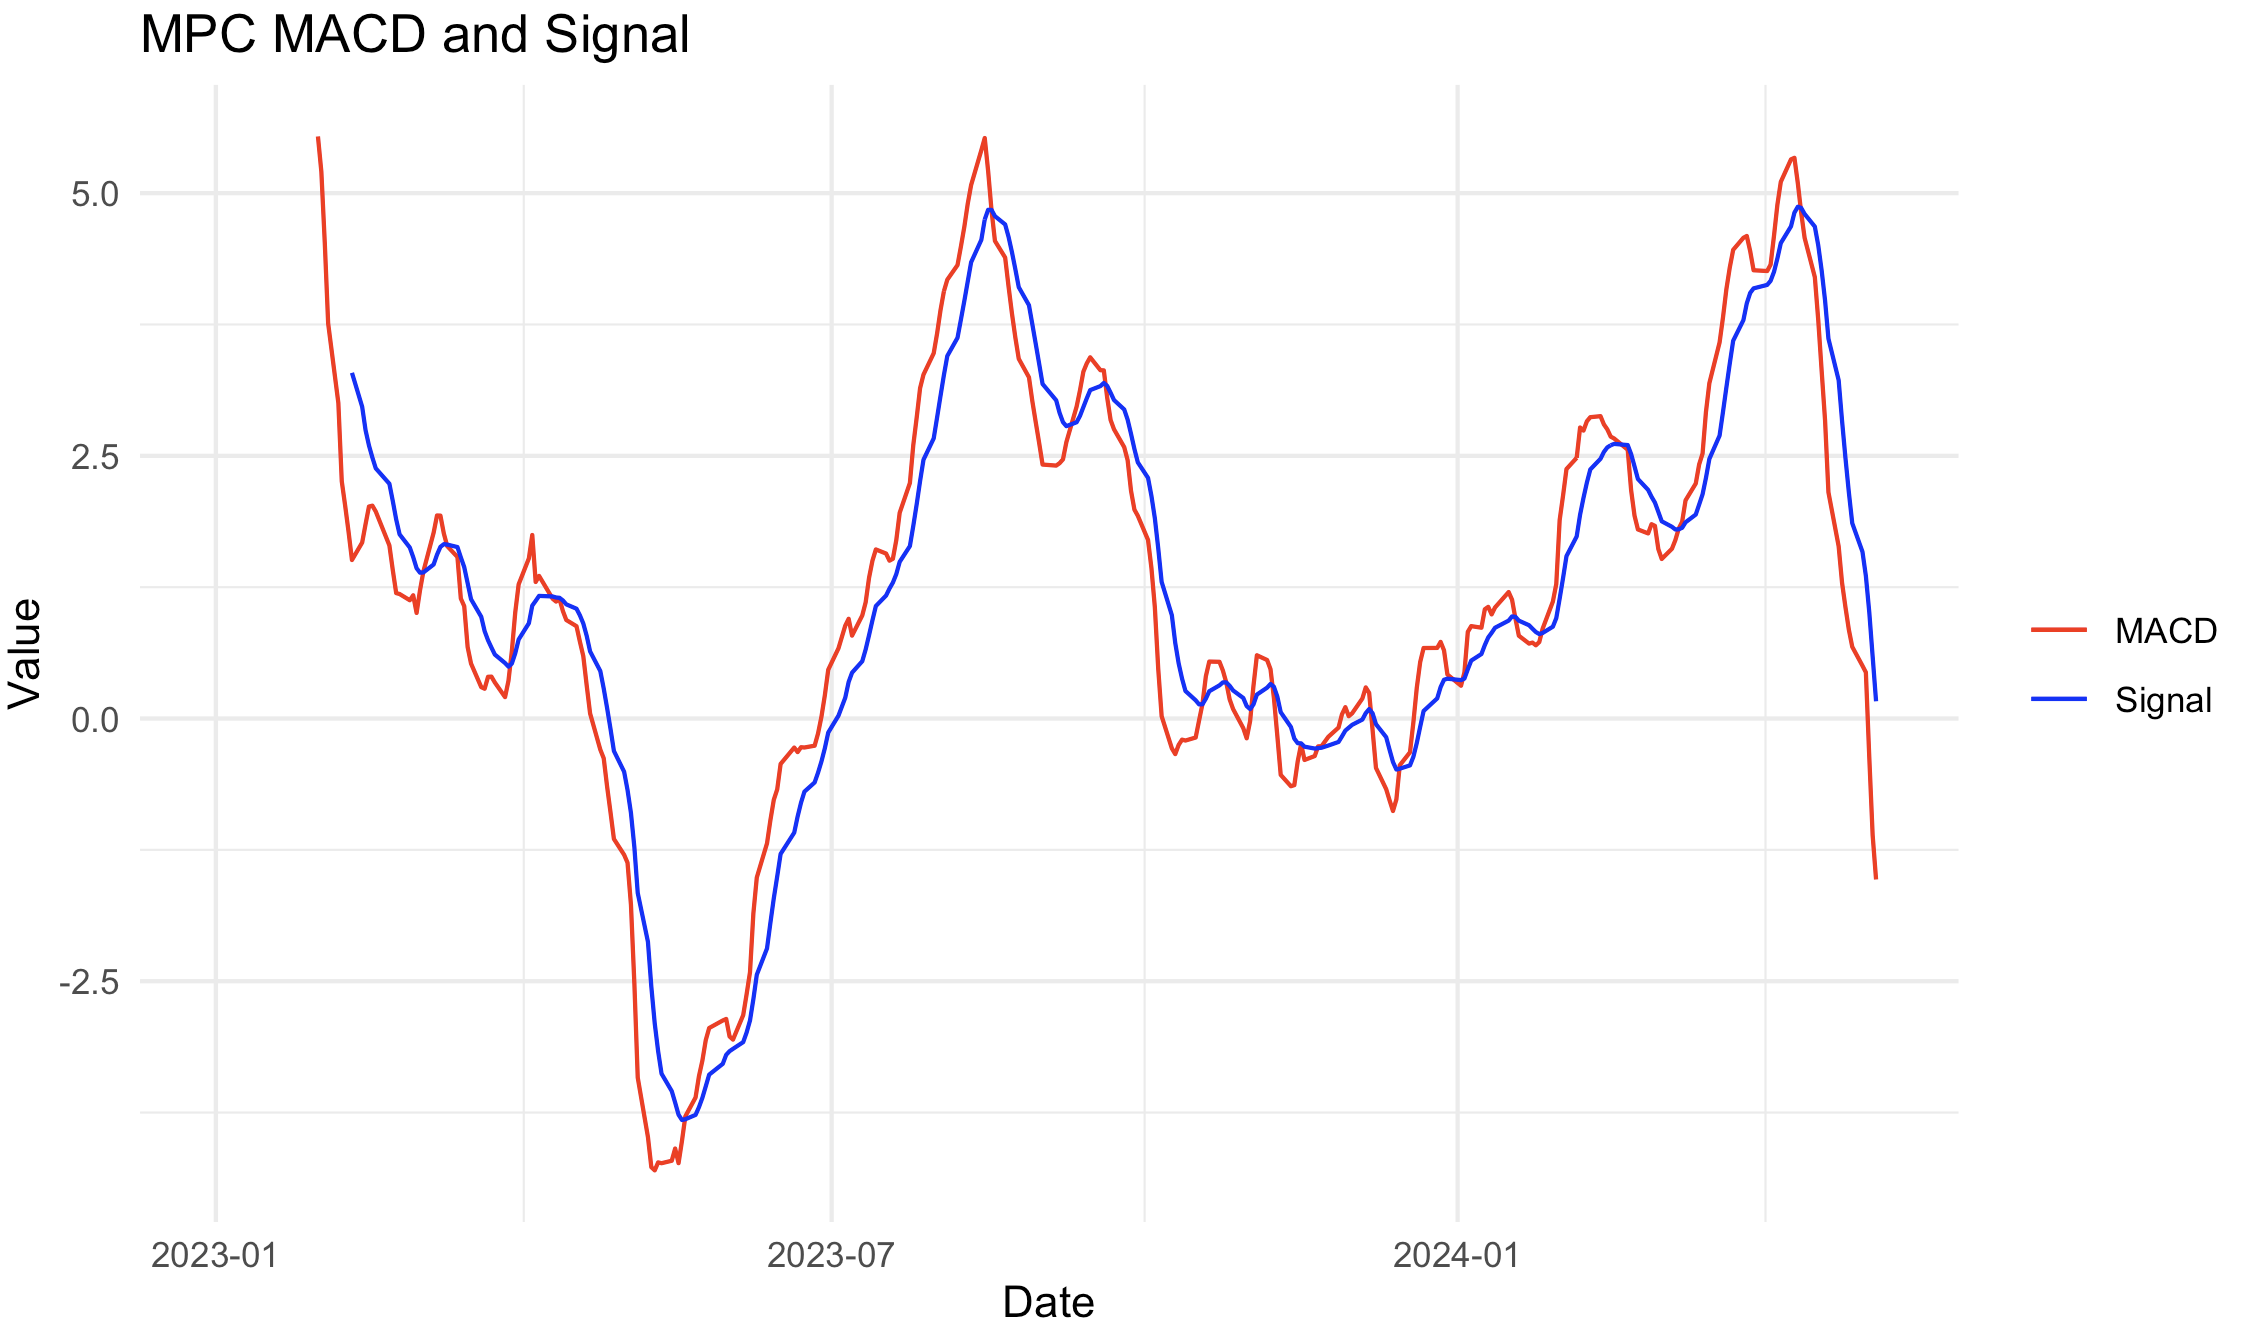 MPC MACD and Signal
5.0
2.5
0.0
-2.5
Value
2023-01
2023-07
2024-01
Date
MACD
Signal